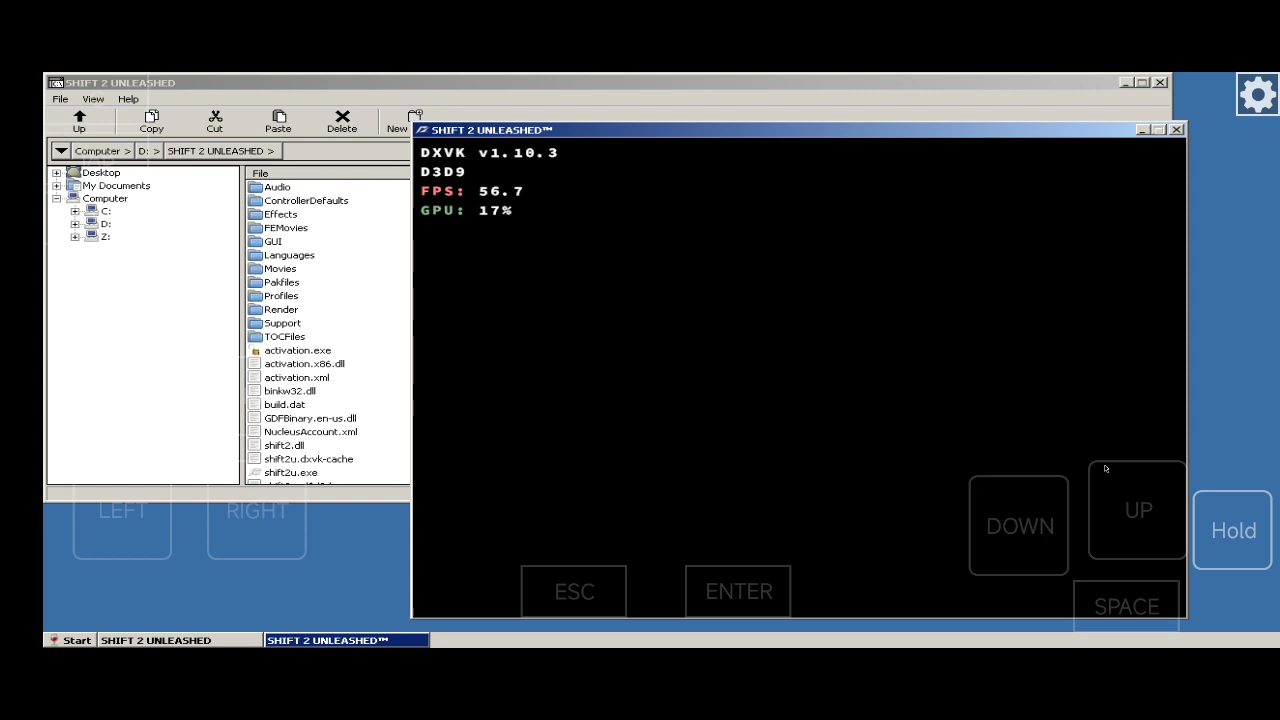 SHIFT 2 UNLEASHED
File View Help
Up Copy Cut Paste Delete New
Computer > D: > SHIFT 2 UNLEASHED >
Desktop
My Documents
Computer
C:
D:
Z:
File
Audio
ControllerDefaults
Effects
FEMovies
GUI
Languages
Movies
Pakfiles
Profiles
Render
Support
TOCFiles
activation.exe
activation.x86.dll
activation.xml
binkw32.dll
build.dat
GDFBinary.en-us.dll
NucleusAccount.xml
shift2.dll
shift2u.dxvk-cache
shift2u.exe
SHIFT 2 UNLEASHED™
DXVK v1.10.3
D3D9
FPS: 56.7
GPU: 17%
LEFT RIGHT
DOWN UP
Hold
ESC ENTER SPACE
Start SHIFT 2 UNLEASHED SHIFT 2 UNLEASHED™